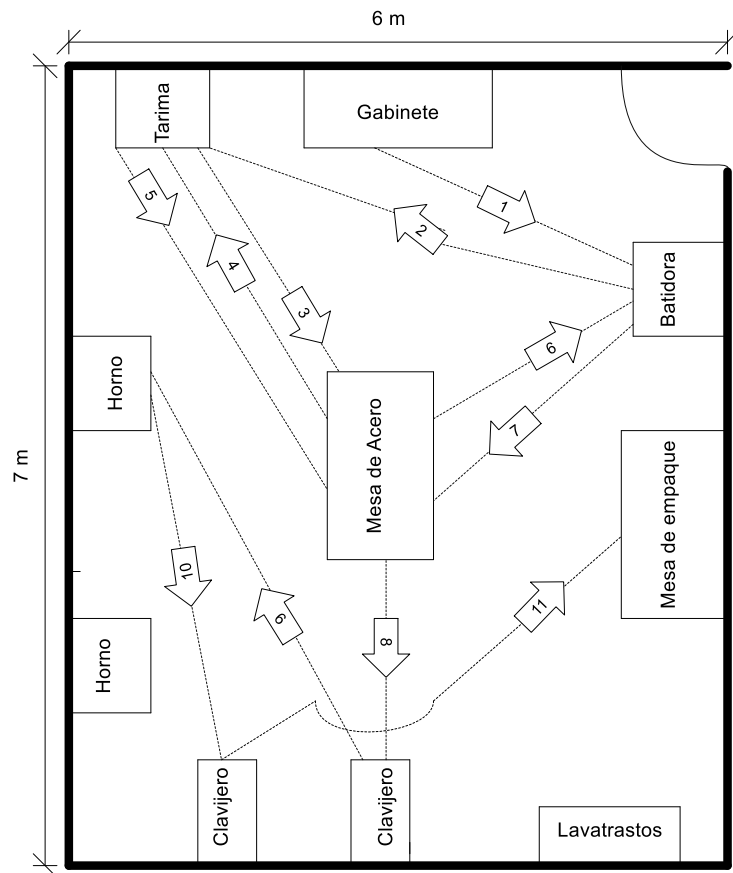 6 m
Tarima
Gabinete
5
1
2
4
3
Batidora
6
Horno
7
Mesa de Acero
7 m
Mesa de empaque
10
9
11
8
Horno
Clavijero
Clavijero
Lavatrastos